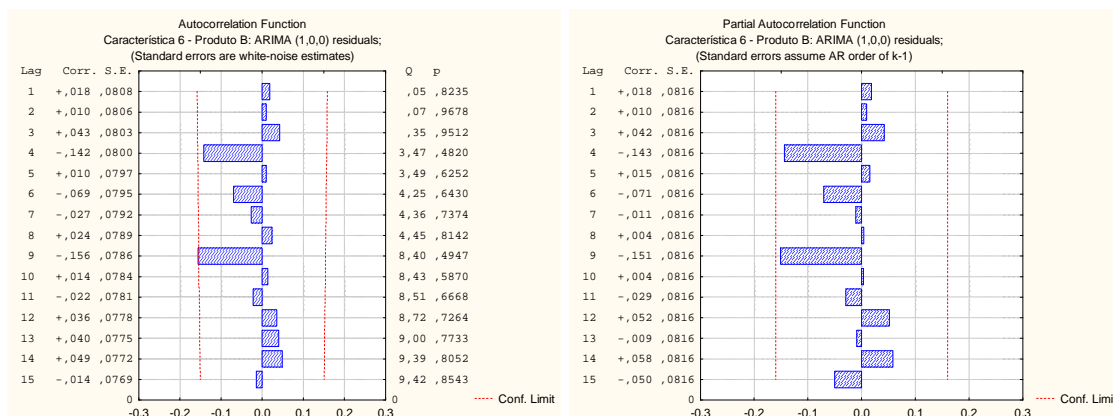 Autocorrelation Function
Característica 6 - Produto B: ARIMA (1,0,0) residuals;
(Standard errors are white-noise estimates)
Lag Corr. S.E. Q p
1 +,018 ,0808 ,05 ,8235
2 +,010 ,0806 ,07 ,9678
3 +,043 ,0803 ,35 ,9512
4 -,142 ,0800 3,47 ,4820
5 +,010 ,0797 3,49 ,6252
6 -,069 ,0795 4,25 ,6430
7 -,027 ,0792 4,36 ,7374
8 +,024 ,0789 4,45 ,8142
9 -,156 ,0786 8,40 ,4947
10 +,014 ,0784 8,43 ,5870
11 -,022 ,0781 8,51 ,6668
12 +,036 ,0778 8,72 ,7264
13 +,040 ,0775 9,00 ,7733
14 +,049 ,0772 9,39 ,8052
15 -,014 ,0769 9,42 ,8543
0 0
-0.3 -0.2 -0.1 0.0 0.1 0.2 0.3
Conf. Limit
Partial Autocorrelation Function
Característica 6 - Produto B: ARIMA (1,0,0) residuals;
(Standard errors assume AR order of k-1)
Lag Corr. S.E.
1 +,018 ,0816
2 +,010 ,0816
3 +,042 ,0816
4 -,143 ,0816
5 +,015 ,0816
6 -,071 ,0816
7 -,011 ,0816
8 +,004 ,0816
9 -,151 ,0816
10 +,004 ,0816
11 -,029 ,0816
12 +,052 ,0816
13 -,009 ,0816
14 +,058 ,0816
15 -,050 ,0816
0 0
-0.3 -0.2 -0.1 0.0 0.1 0.2 0.3
Conf. Limit